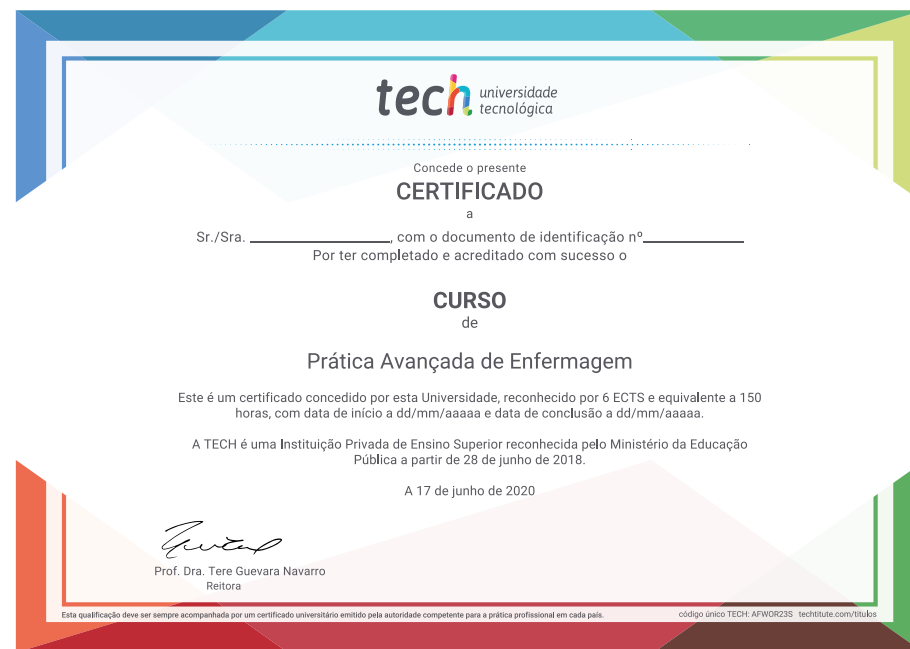 tech universidade
tecnológica
Concede o presente
CERTIFICADO
a
Sr./Sra. , com o documento de identificação nº
Por ter completado e acreditado com sucesso o
CURSO
de
Prática Avançada de Enfermagem
Este é um certificado concedido por esta Universidade, reconhecido por 6 ECTS e equivalente a 150
horas, com data de início a dd/mm/aaaaa e data de conclusão a dd/mm/aaaaa.
A TECH é uma Instituição Privada de Ensino Superior reconhecida pelo Ministério da Educação
Pública a partir de 28 de junho de 2018.
A 17 de junho de 2020
Prof. Dra. Tere Guevara Navarro
Reitora
Esta qualificação deve ser sempre acompanhada por um certificado universitário emitido pela autoridade competente para a prática profissional em cada país. código único TECH: AFWOR23S techtitute.com/titulos